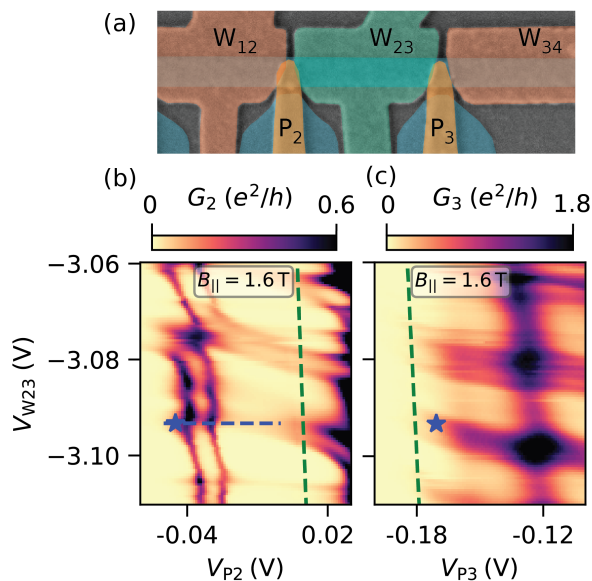 (a)
W12 W23 W34
P2 P3
(b) (c)
0 G2 (e²/h) 0.6 0 G3 (e²/h) 1.8
B|| = 1.6 T B|| = 1.6 T
−3.06
−3.08
−3.10
VW23 (V)
-0.04 0.02 -0.18 -0.12
VP2 (V) VP3 (V)